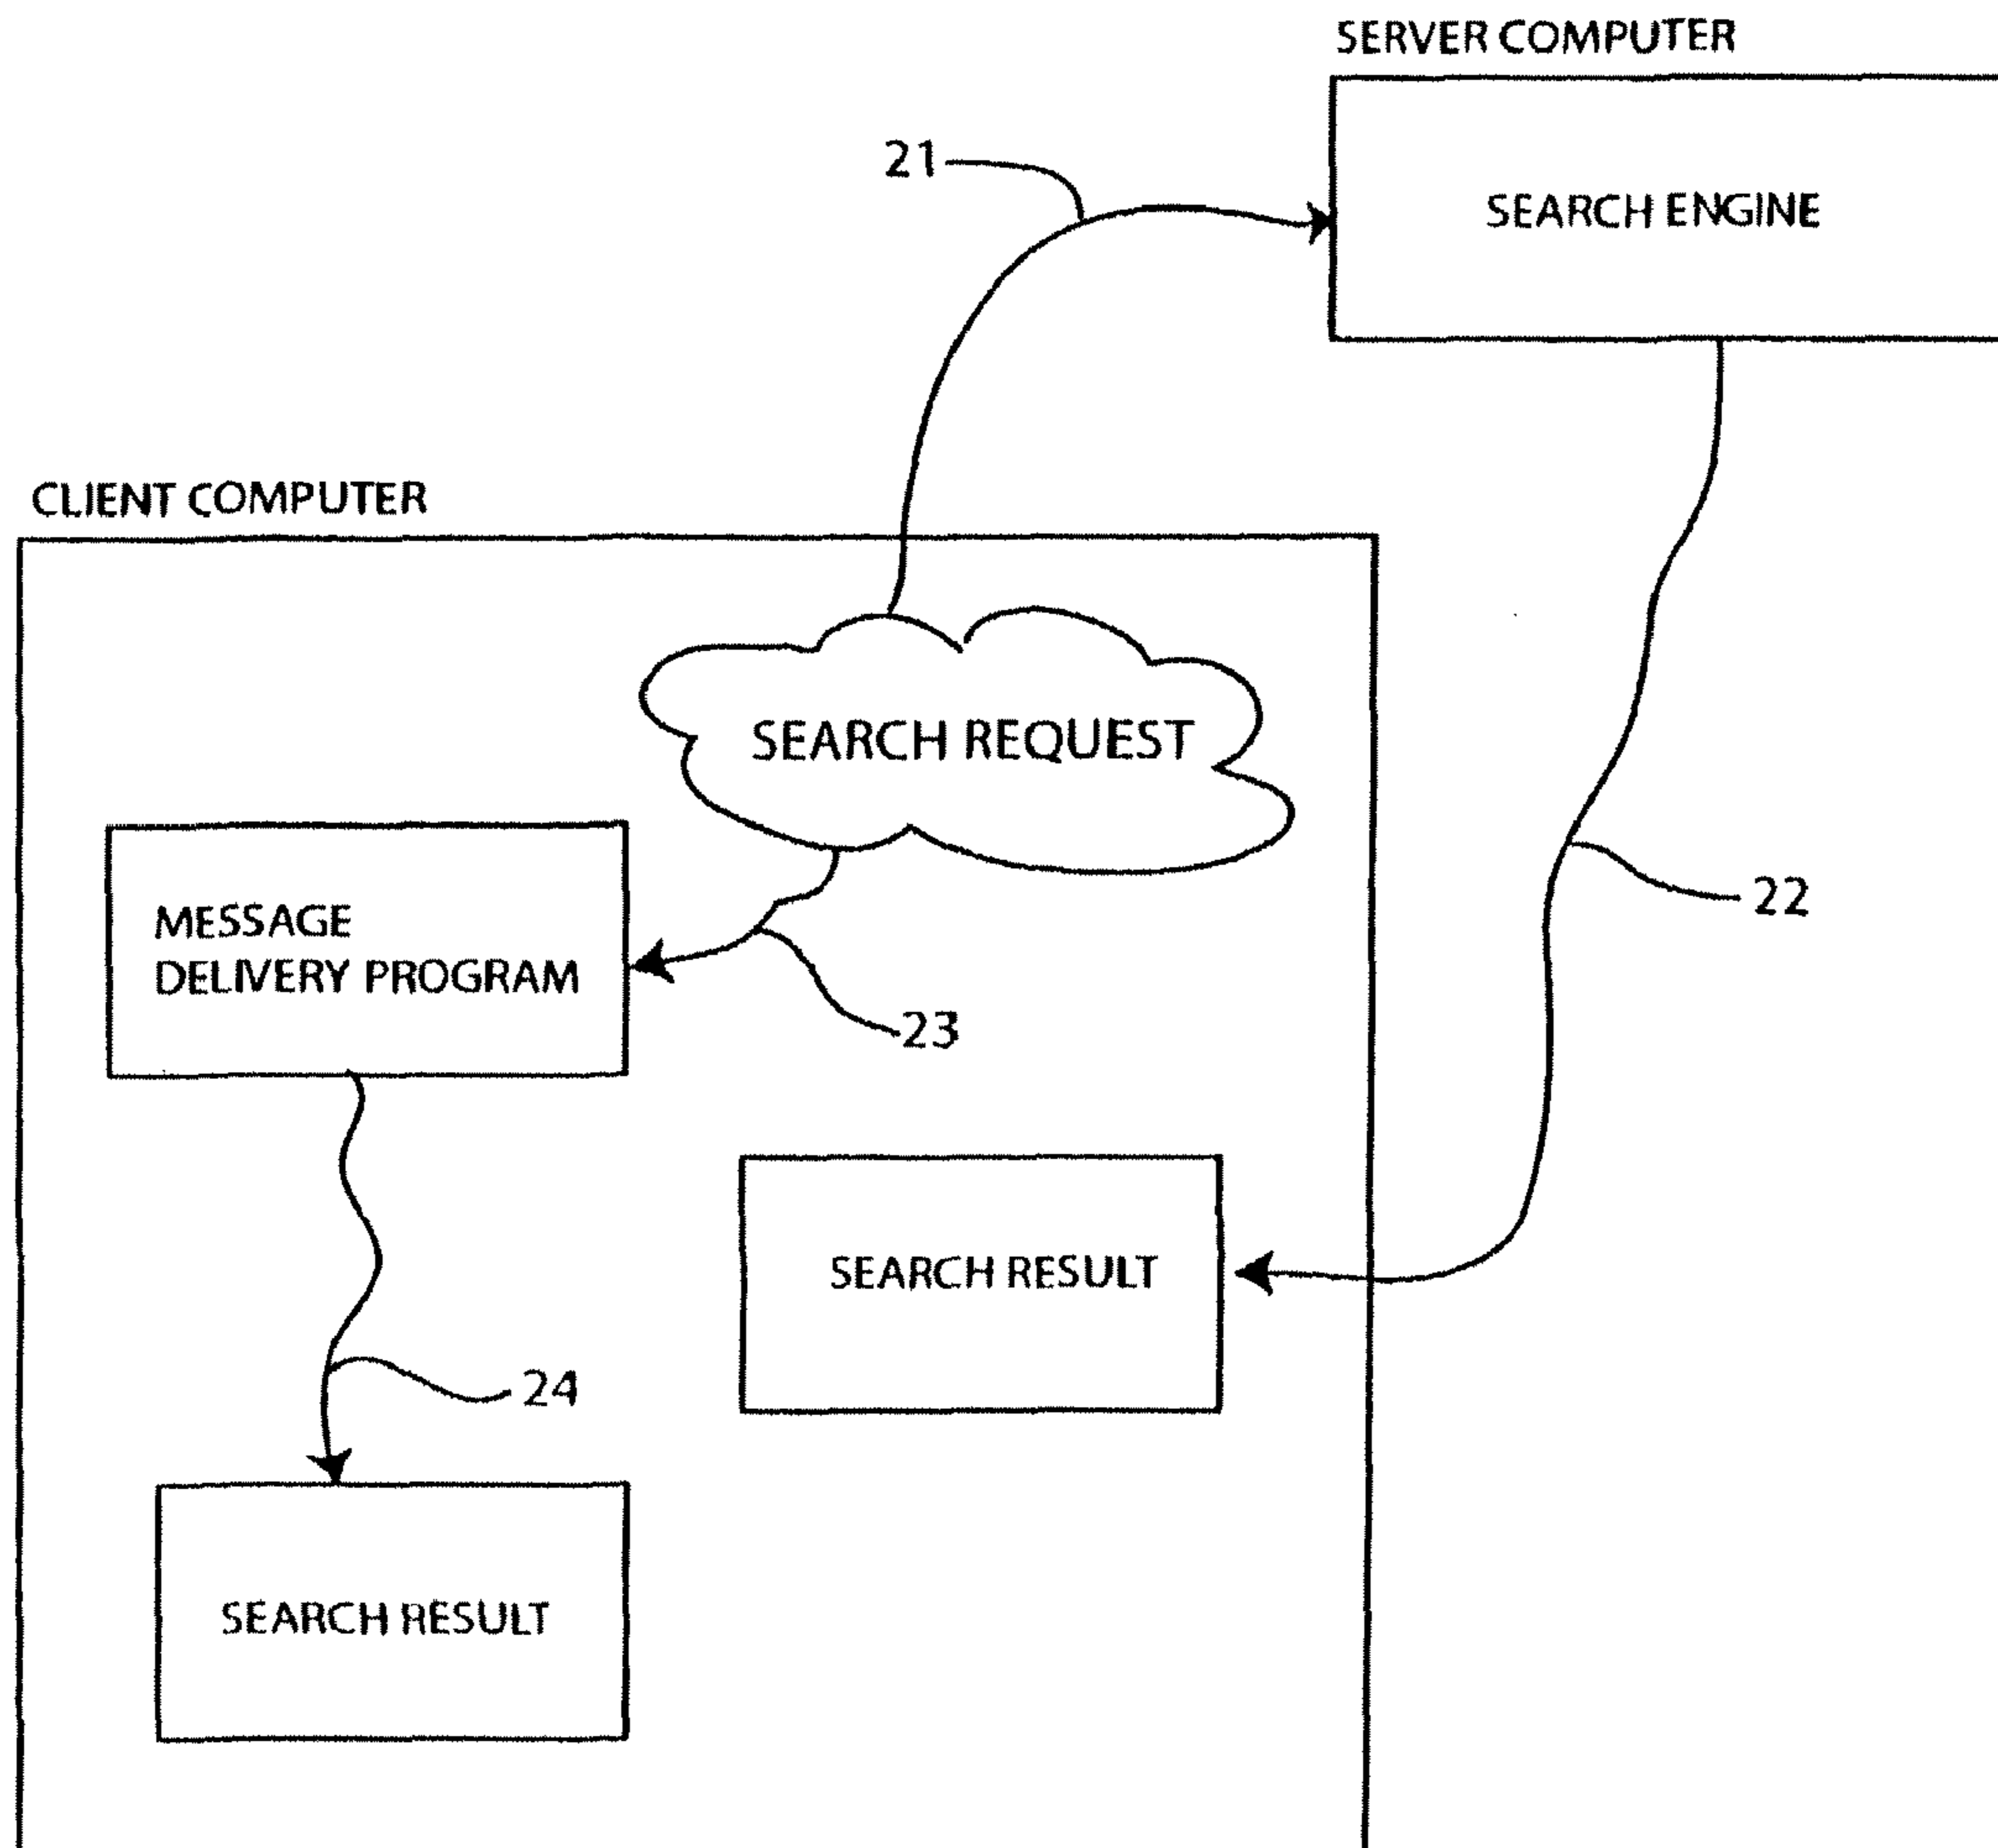 SERVER COMPUTER
21
SEARCH ENGINE
CLIENT COMPUTER
SEARCH REQUEST
MESSAGE
DELIVERY PROGRAM
22
23
SEARCH RESULT
24
SEARCH RESULT